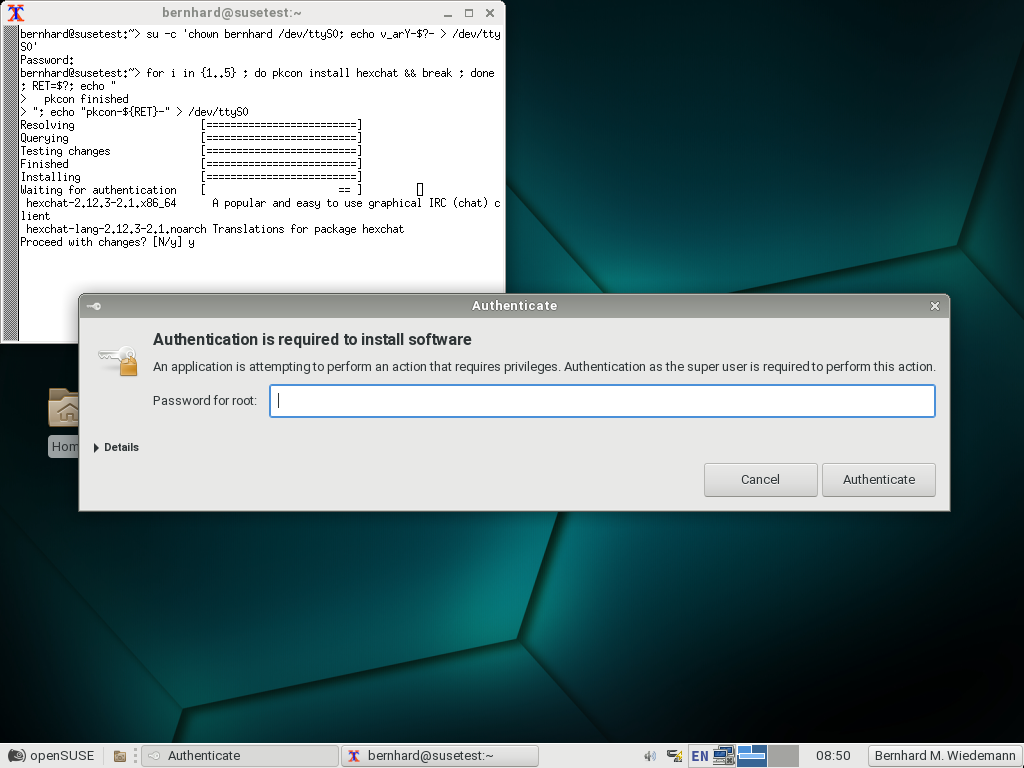 bernhard@susetest:~
bernhard@susetest:~> su -c 'chown bernhard /dev/ttyS0; echo v_arY-$?- > /dev/tty
S0'
Password:
bernhard@susetest:~> for i in {1..5} ; do pkcon install hexchat && break ; done
; RET=$?; echo "
>   pkcon finished
> "; echo "pkcon-${RET}-" > /dev/ttyS0
Resolving [=========================]
Querying [=========================]
Testing changes [=========================]
Finished [=========================]
Installing [=========================]
Waiting for authentication [ == ]
hexchat-2.12.3-2.1.x86_64 A popular and easy to use graphical IRC (chat) c
lient
hexchat-lang-2.12.3-2.1.noarch Translations for package hexchat
Proceed with changes? [N/y] y
Authenticate
Authentication is required to install software
An application is attempting to perform an action that requires privileges. Authentication as the super user is required to perform this action.
Password for root:
Hom
Details
Cancel Authenticate
openSUSE Authenticate bernhard@susetest:~ EN 08:50 Bernhard M. Wiedemann